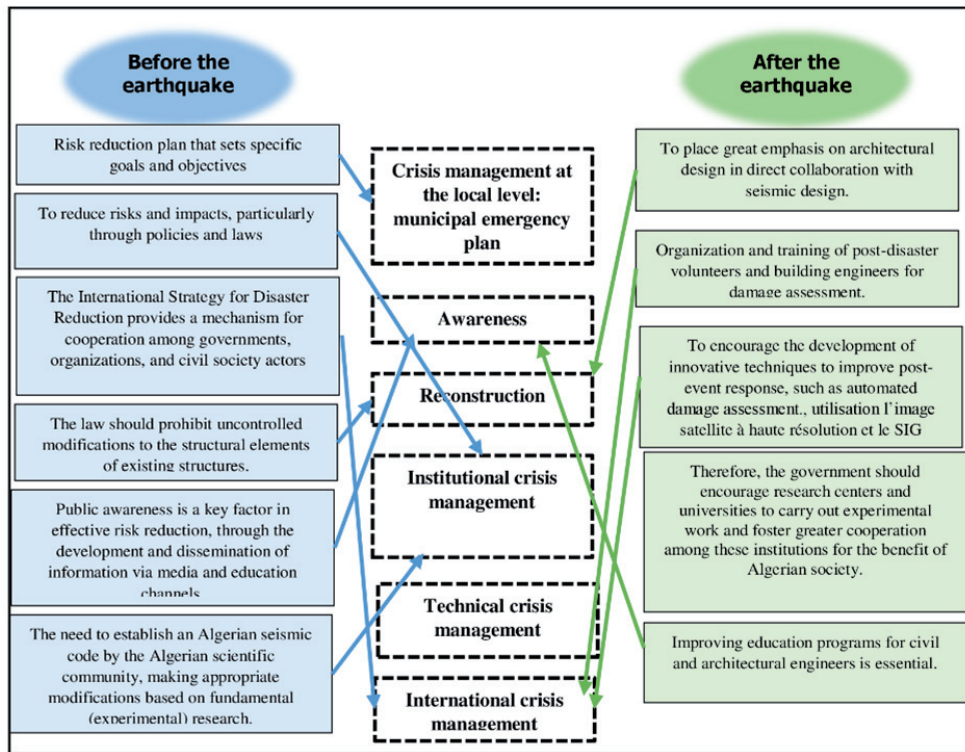 Before the
earthquake
Risk reduction plan that sets specific
goals and objectives
To reduce risks and impacts, particularly
through policies and laws
The International Strategy for Disaster
Reduction provides a mechanism for
cooperation among governments,
organizations, and civil society actors
The law should prohibit uncontrolled
modifications to the structural elements
of existing structures.
Public awareness is a key factor in
effective risk reduction, through the
development and dissemination of
information via media and education
channels
The need to establish an Algerian seismic
code by the Algerian scientific
community, making appropriate
modifications based on fundamental
(experimental) research.
Crisis management at
the local level:
municipal emergency
plan
Awareness
Reconstruction
Institutional crisis
management
Technical crisis
management
International crisis
management
After the
earthquake
To place great emphasis on architectural
design in direct collaboration with
seismic design.
Organization and training of post-disaster
volunteers and building engineers for
damage assessment.
To encourage the development of
innovative techniques to improve post-
event response, such as automated
damage assessment., utilisation l'image
satellite à haute résolution et le SIG
Therefore, the government should
encourage research centers and
universities to carry out experimental
work and foster greater cooperation
among these institutions for the benefit of
Algerian society.
Improving education programs for civil
and architectural engineers is essential.